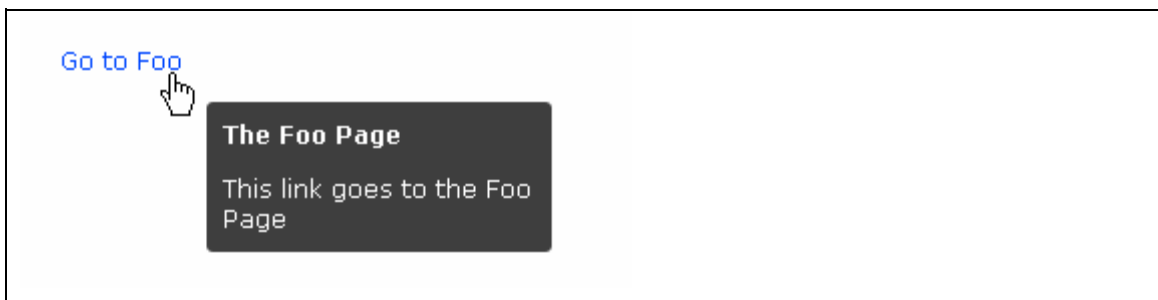 Go to Foo
The Foo Page
This link goes to the Foo
Page